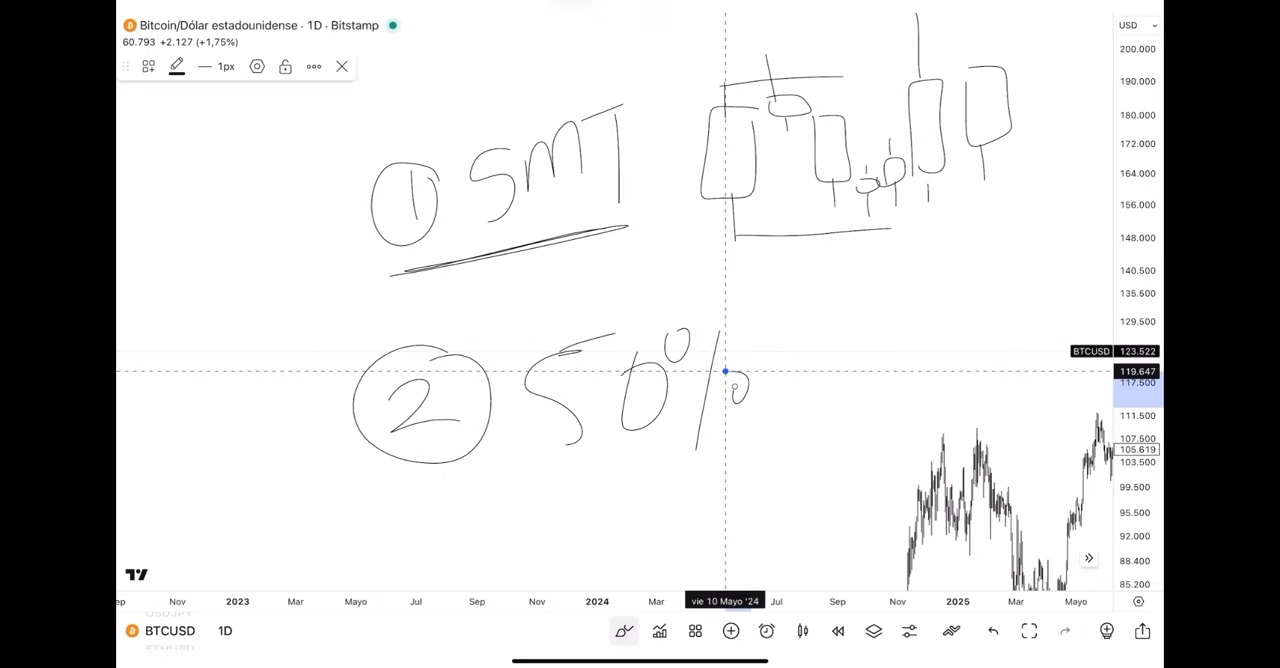 Bitcoin/Dólar estadounidense · 1D · Bitstamp
60.793 +2.127 (+1,75%)
1px
USD
200.000
190.000
180.000
172.000
164.000
156.000
148.000
140.500
135.500
129.500
BTCUSD 123.522
119.647
117.500
111.500
107.500
105.619
103.500
99.500
95.500
92.000
88.400
85.200
① SMT
② 50%
ep Nov 2023 Mar Mayo Jul Sep Nov 2024 Mar vie 10 Mayo '24 Jul Sep Nov 2025 Mar Mayo
USDJPY
BTCUSD 1D
ETHUSD